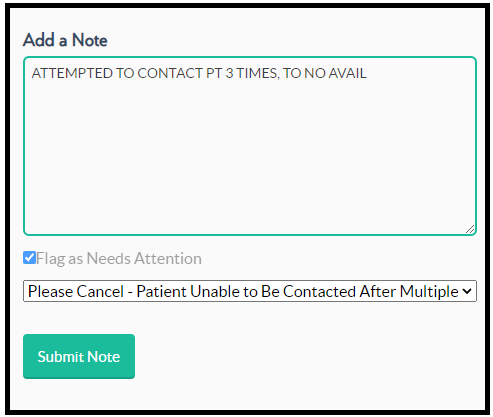 Add a Note
ATTEMPTED TO CONTACT PT 3 TIMES, TO NO AVAIL
Flag as Needs Attention
Please Cancel - Patient Unable to Be Contacted After Multiple
Submit Note